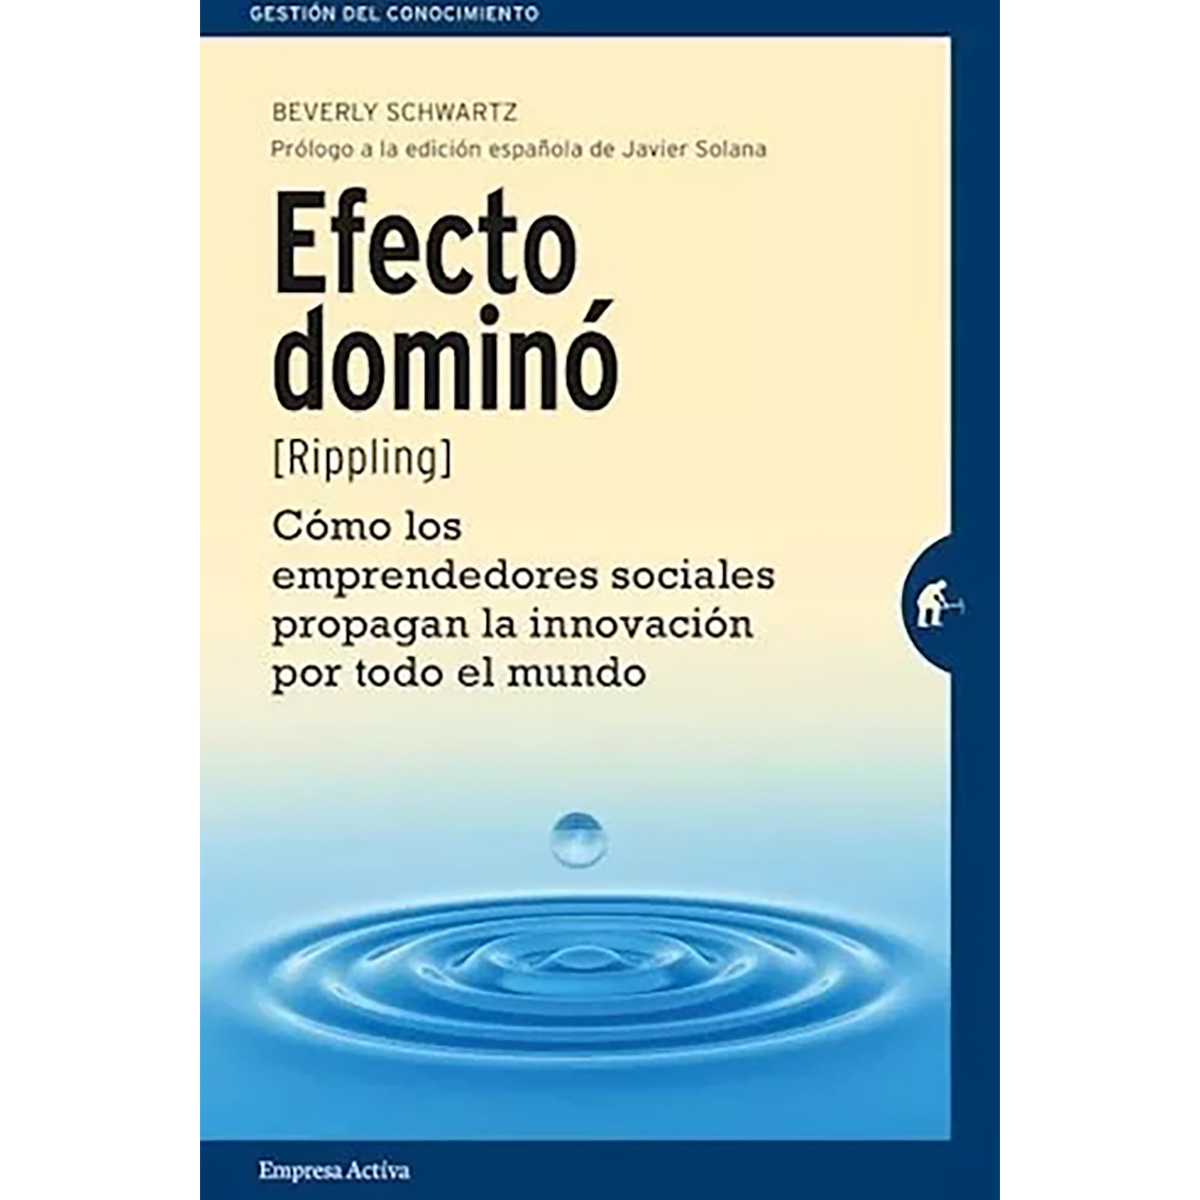 GESTIÓN DEL CONOCIMIENTO
BEVERLY SCHWARTZ
Prólogo a la edición española de Javier Solana
Efecto
dominó
[Rippling]
Cómo los
emprendedores sociales
propagan la innovación
por todo el mundo
Empresa Activa